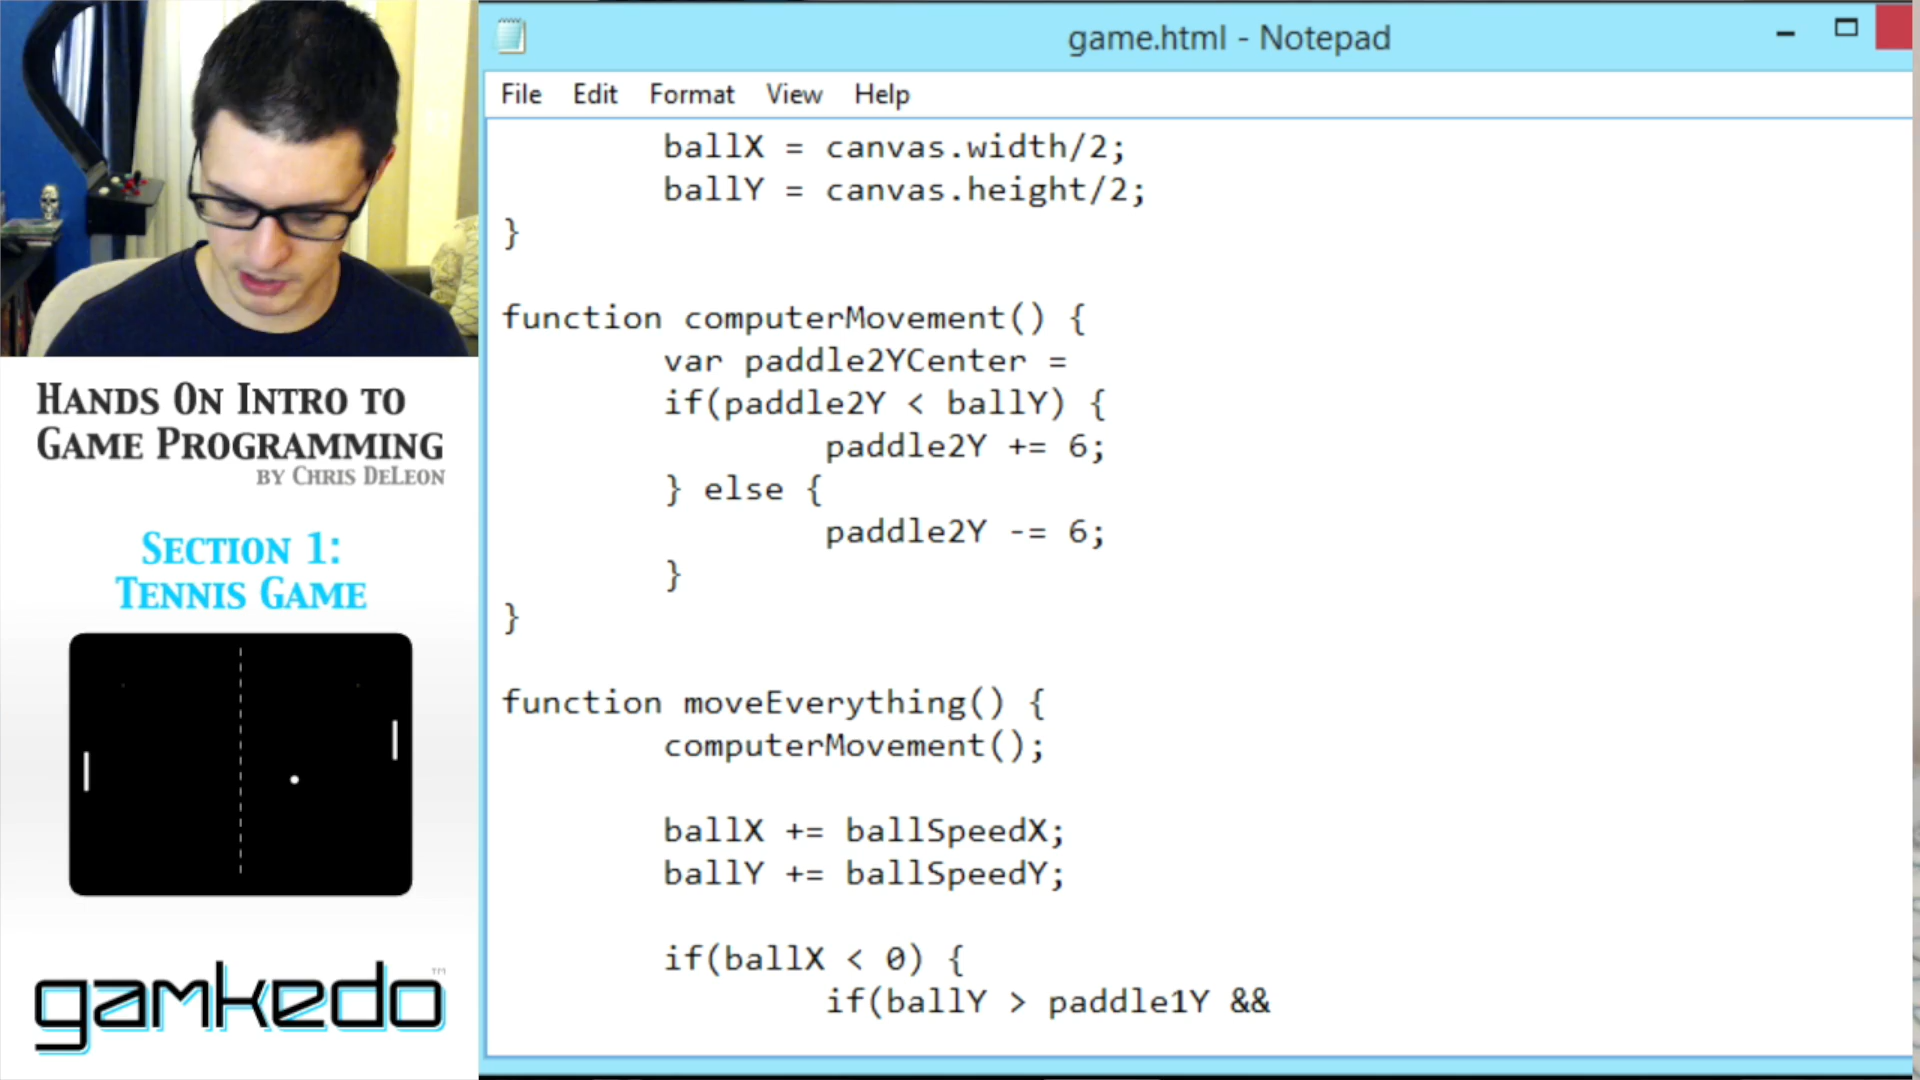 HANDS ON INTRO TO
GAME PROGRAMMING
BY CHRIS DELEON
SECTION 1:
TENNIS GAME
gamkedo™
game.html - Notepad
File Edit Format View Help
ballX = canvas.width/2;
ballY = canvas.height/2;
}
function computerMovement() {
var paddle2YCenter =
if(paddle2Y < ballY) {
paddle2Y += 6;
} else {
paddle2Y -= 6;
}
}
function moveEverything() {
computerMovement();
ballX += ballSpeedX;
ballY += ballSpeedY;
if(ballX < 0) {
if(ballY > paddle1Y &&